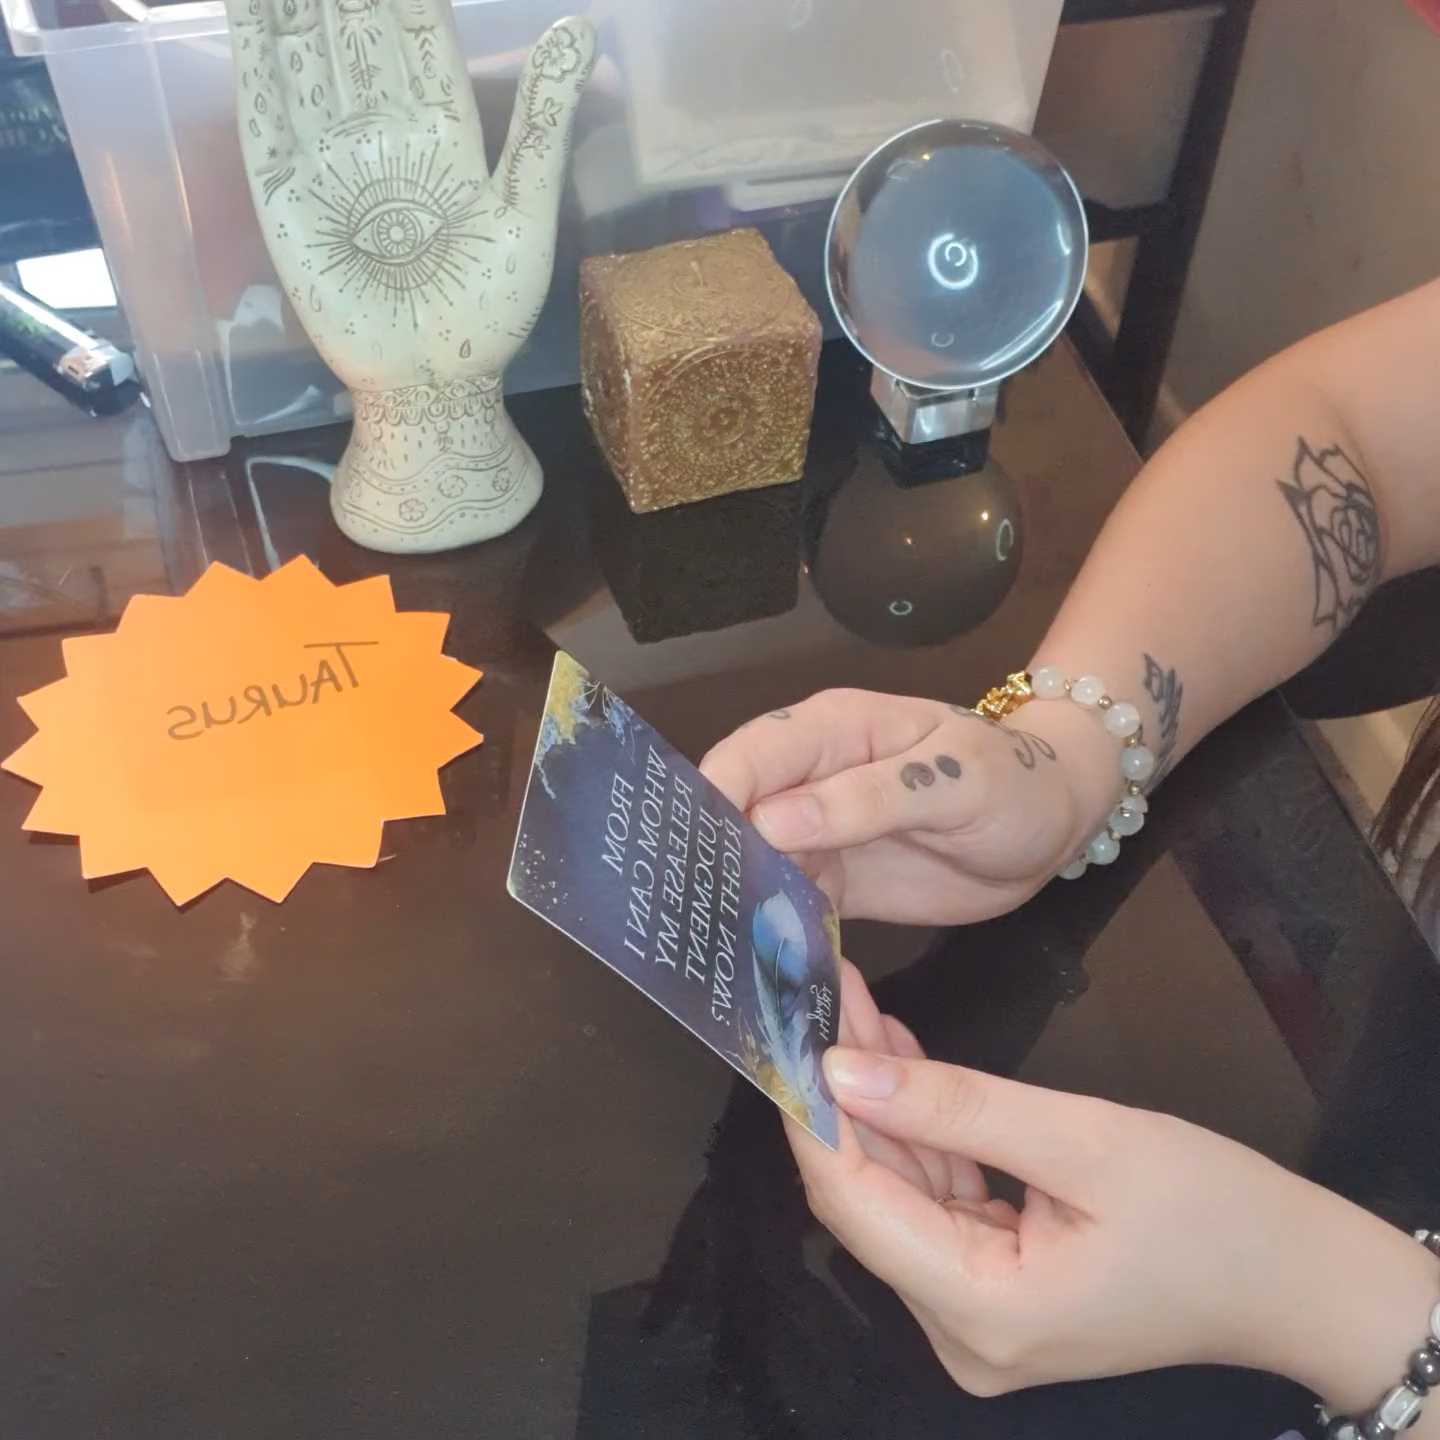 TAURUS
FROM
WHOM CAN I
RELEASE MY
JUDGMENT
RIGHT NOW?